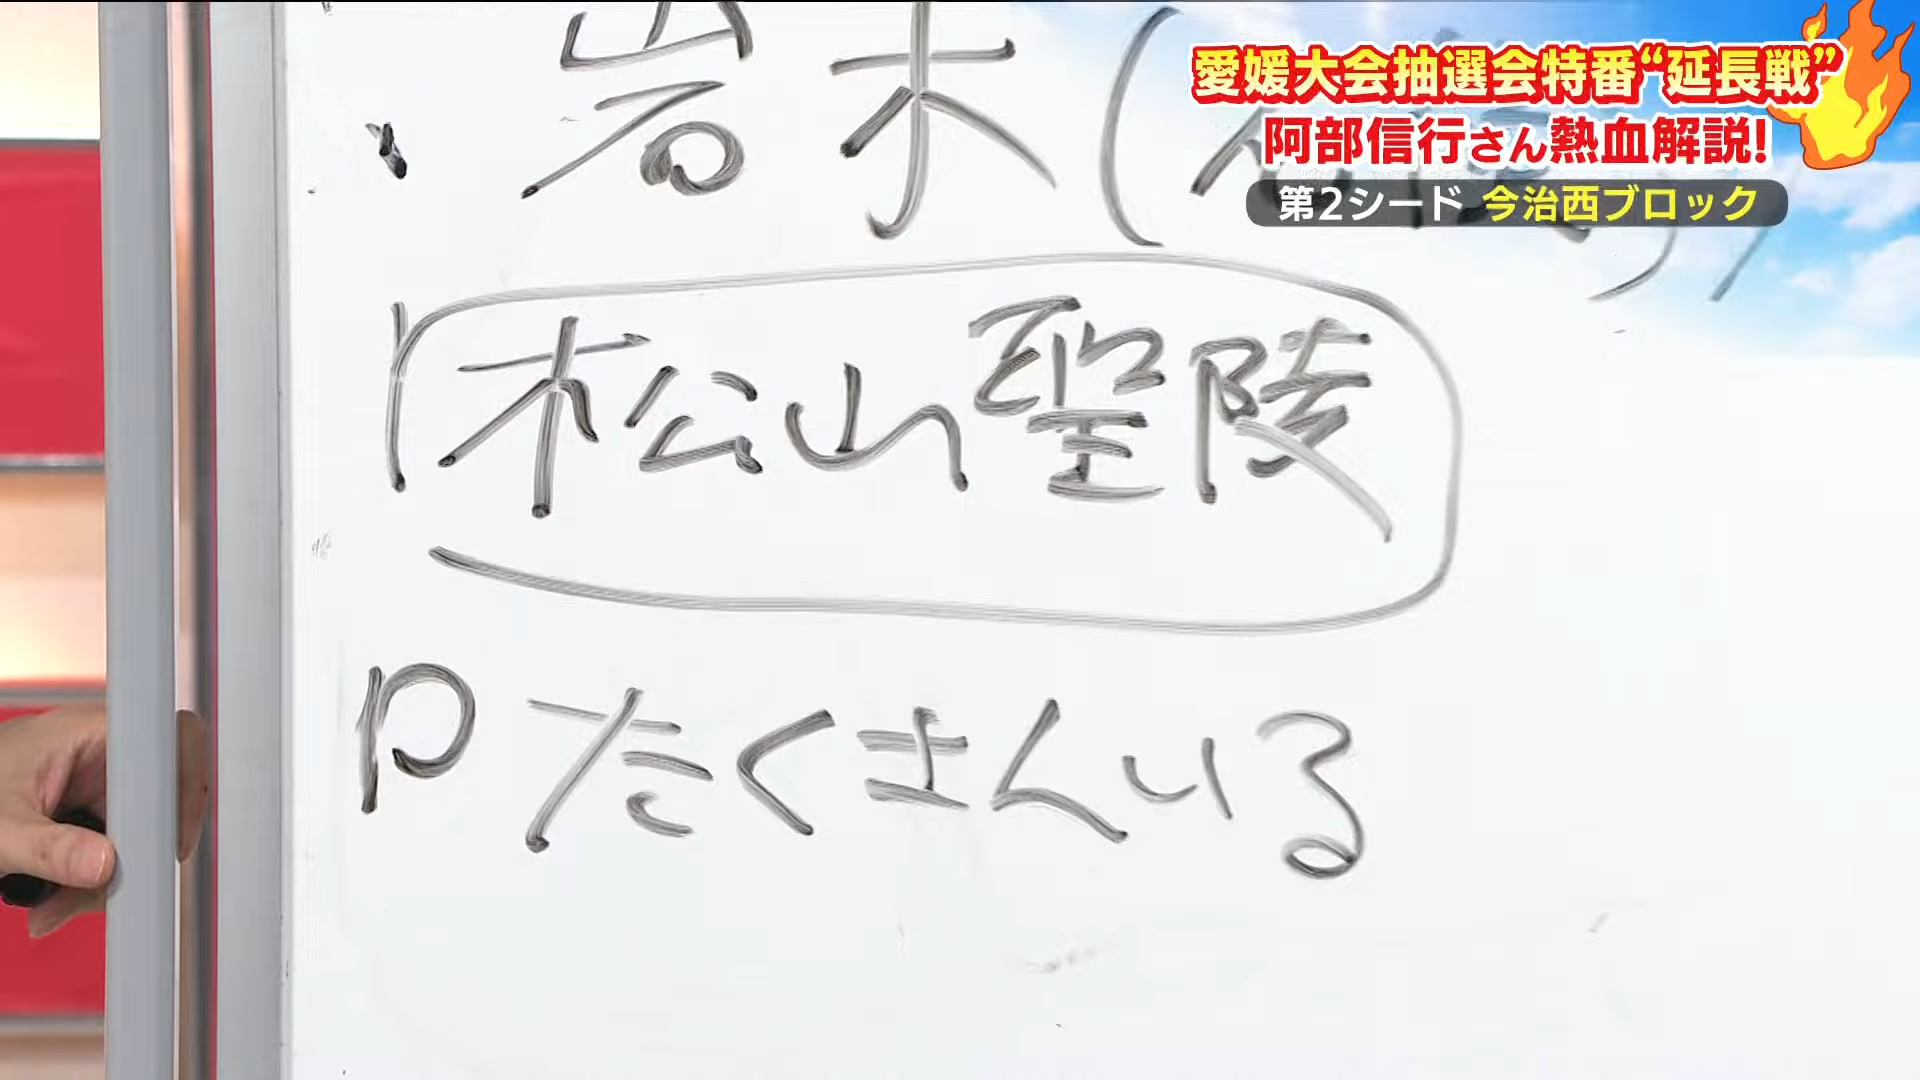 愛媛大会抽選会特番“延長戦”
阿部信行さん熱血解説!
第2シード 今治西ブロック
岩木(
松山聖陵
Pたくさんいる